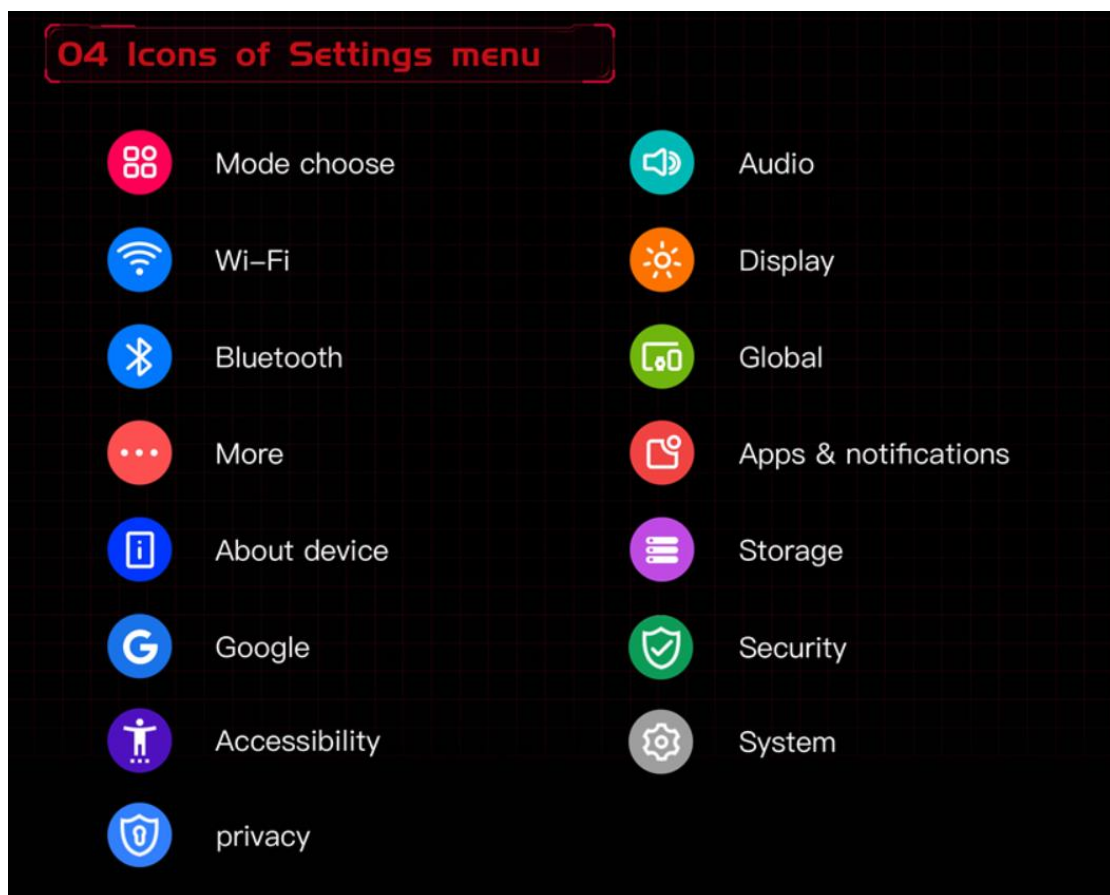 04 Icons of Settings menu
Mode choose
Audio
Wi–Fi
Display
Bluetooth
Global
More
Apps & notifications
About device
Storage
Google
Security
Accessibility
System
privacy